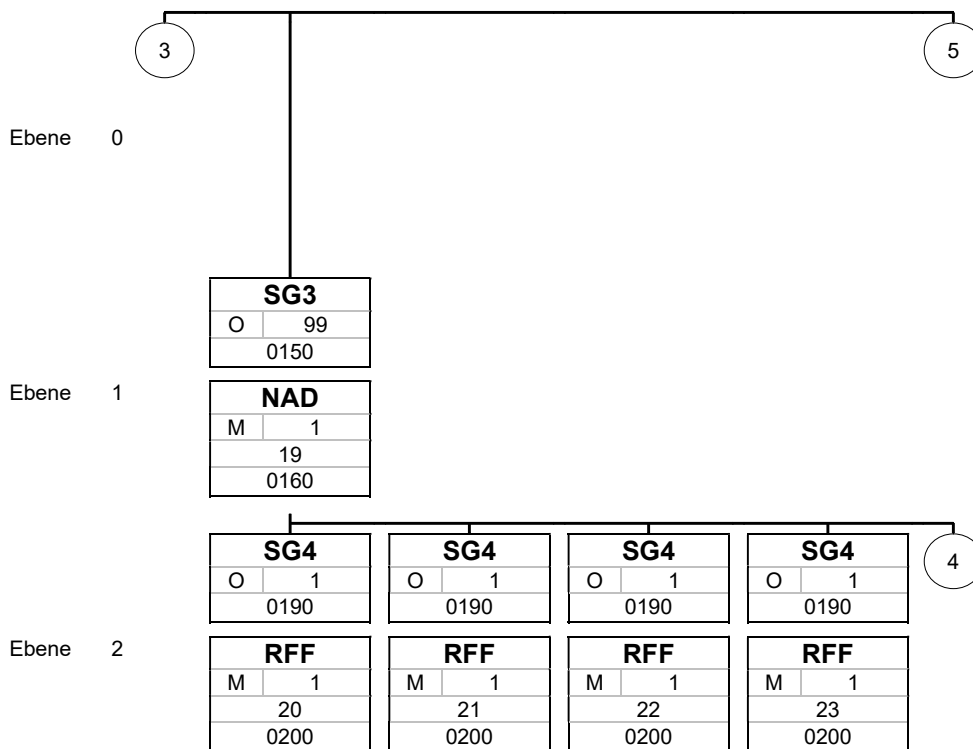 3 5
Ebene 0
SG3
O 99
0150
Ebene 1
NAD
M 1
19
0160
SG4 SG4 SG4 SG4
O 1 O 1 O 1 O 1 4
0190 0190 0190 0190
Ebene 2
RFF RFF RFF RFF
M 1 M 1 M 1 M 1
20 21 22 23
0200 0200 0200 0200